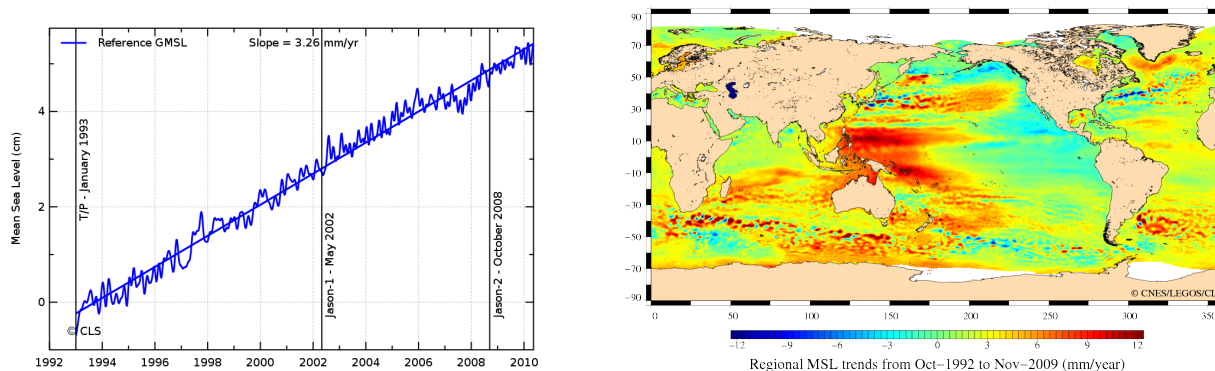 Reference GMSL
Slope = 3.26 mm/yr
Mean Sea Level (cm)
4
2
0
T/P - January 1993
Jason-1 - May 2002
Jason-2 - October 2008
© CLS
1992 1994 1996 1998 2000 2002 2004 2006 2008 2010
90
70
50
30
10
−10
−30
−50
−70
−90
© CNES/LEGOS/CL
0 50 100 150 200 250 300 350
−12 −9 −6 −3 0 3 6 9 12
Regional MSL trends from Oct−1992 to Nov−2009 (mm/year)